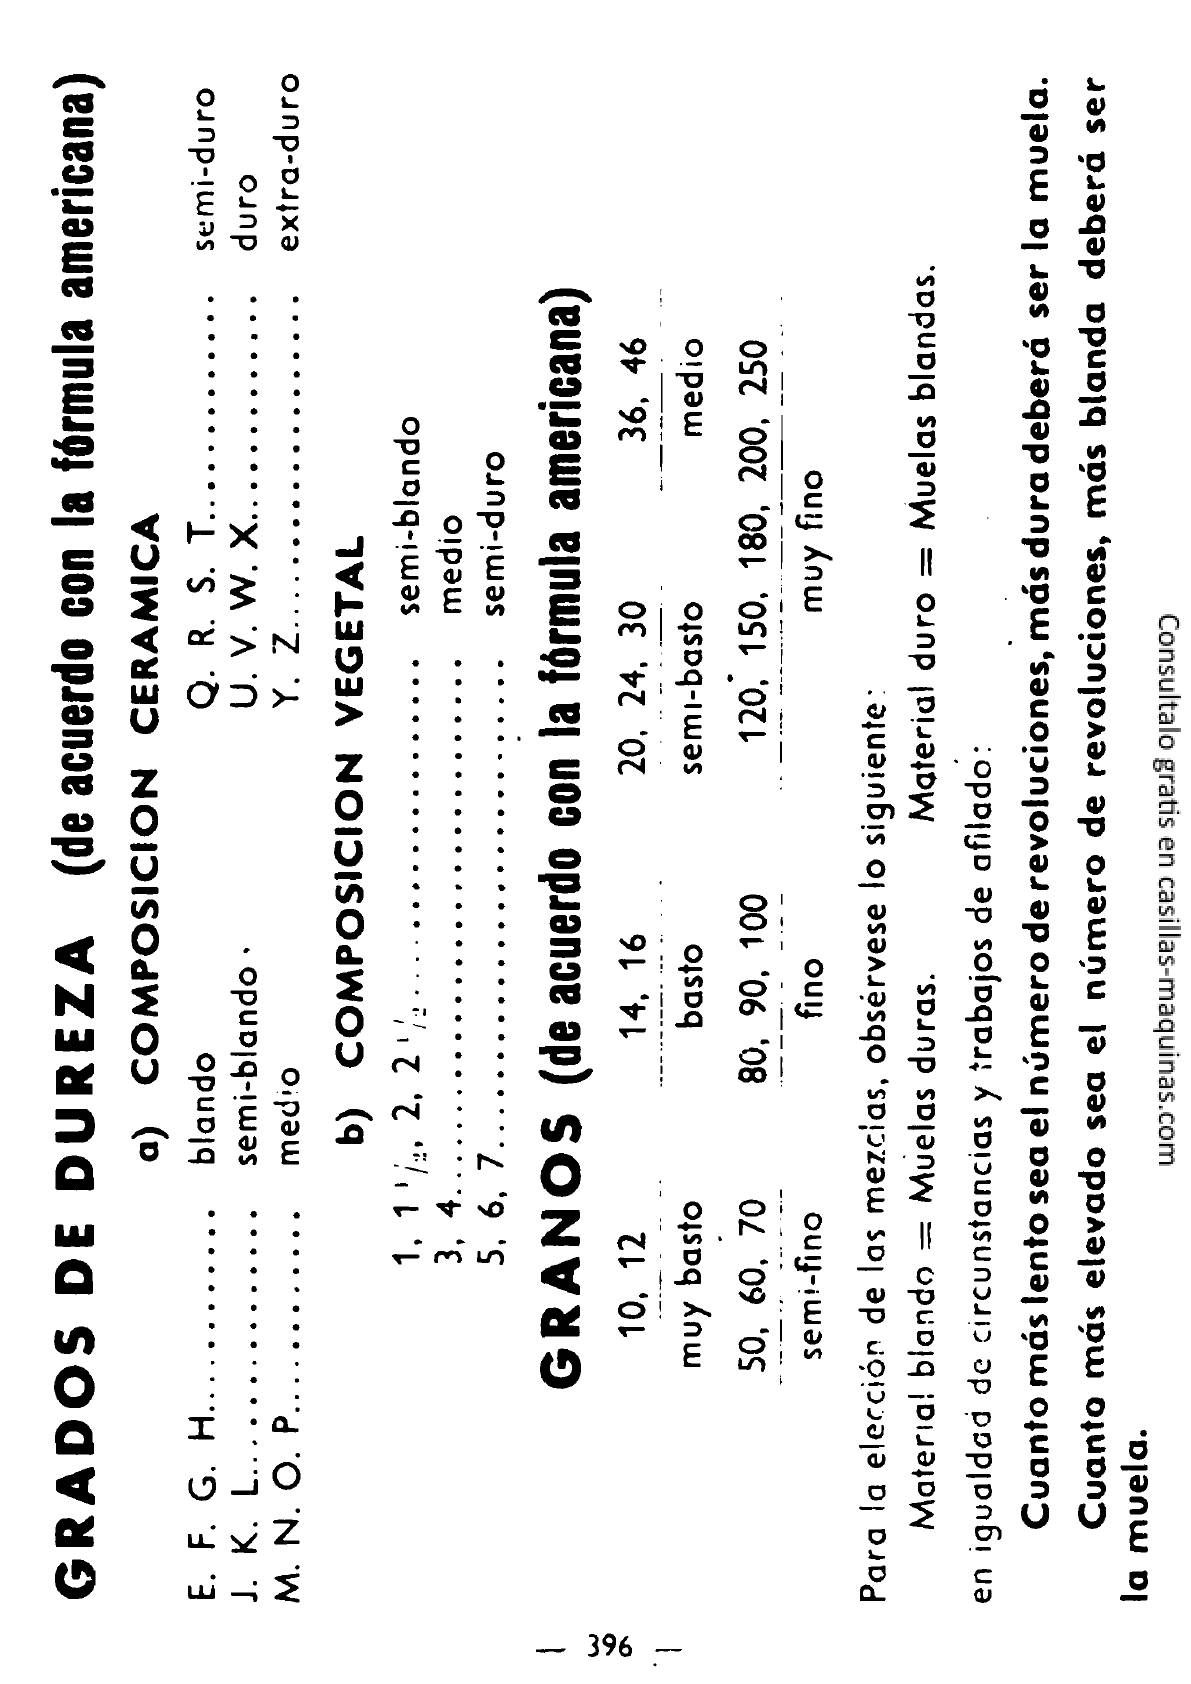 GRADOS DE DUREZA (de acuerdo con la fórmula americana)
a) COMPOSICION CERAMICA
E. F. G. H............. blando
Q. R. S. T............. semi-duro
J. K. L............... semi-blando
U. V. W. X............ duro
M. N. O. P........... medio
Y. Z................. extra-duro
b) COMPOSICION VEGETAL
1, 1 1/2, 2, 2 1/2........................ semi-blando
3, 4.................................... medio
5, 6, 7................................. semi-duro
GRANOS (de acuerdo con la fórmula americana)
10, 12 14, 16 20, 24, 30 36, 46
muy basto basto semi-basto medio
50, 60, 70 80, 90, 100 120, 150, 180, 200, 250
semi-fino fino muy fino
Para la elección de las mezclas, obsérvese lo siguiente:
Material blando = Muelas duras. Material duro = Muelas blandas.
en igualdad de circunstancias y trabajos de afilado:
Cuanto más lento sea el número de revoluciones, más dura deberá ser la muela.
Cuanto más elevado sea el número de revoluciones, más blanda deberá ser
la muela.
— 396 —
Consultalo gratis en casillas-maquinas.com